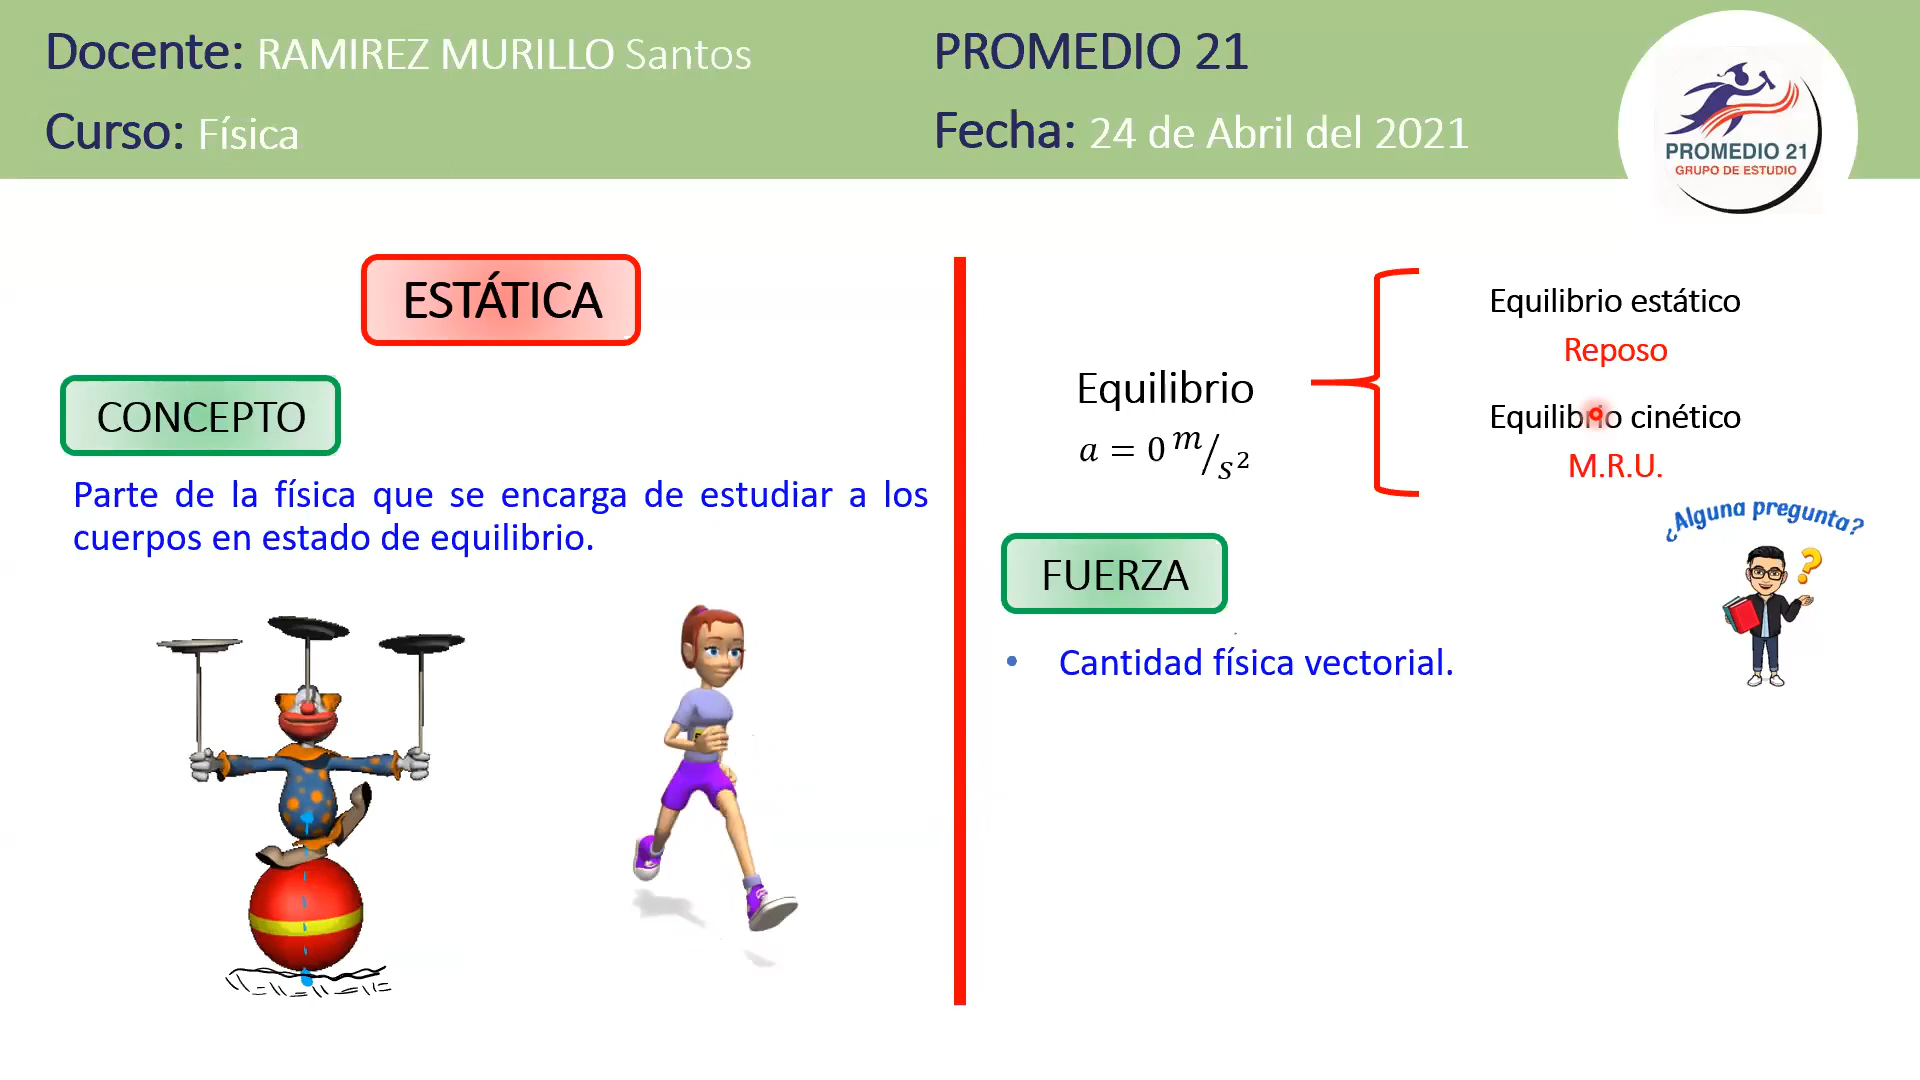 Docente: RAMIREZ MURILLO Santos
Curso: Física
PROMEDIO 21
Fecha: 24 de Abril del 2021
PROMEDIO 21
GRUPO DE ESTUDIO
ESTÁTICA
CONCEPTO
Parte de la física que se encarga de estudiar a los
cuerpos en estado de equilibrio.
Equilibrio
a = 0 m/s²
Equilibrio estático
Reposo
Equilibrio cinético
M.R.U.
¿Alguna pregunta?
?
FUERZA
• Cantidad física vectorial.